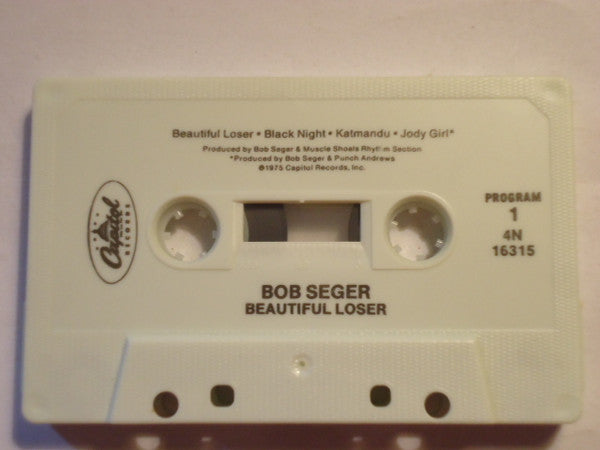 Beautiful Loser • Black Night • Katmandu • Jody Girl*
Produced by Bob Seger & Muscle Shoals Rhythm Section
*Produced by Bob Seger & Punch Andrews
℗1975 Capitol Records, Inc.
Capitol
RECORDS
PROGRAM
1
4N
16315
BOB SEGER
BEAUTIFUL LOSER